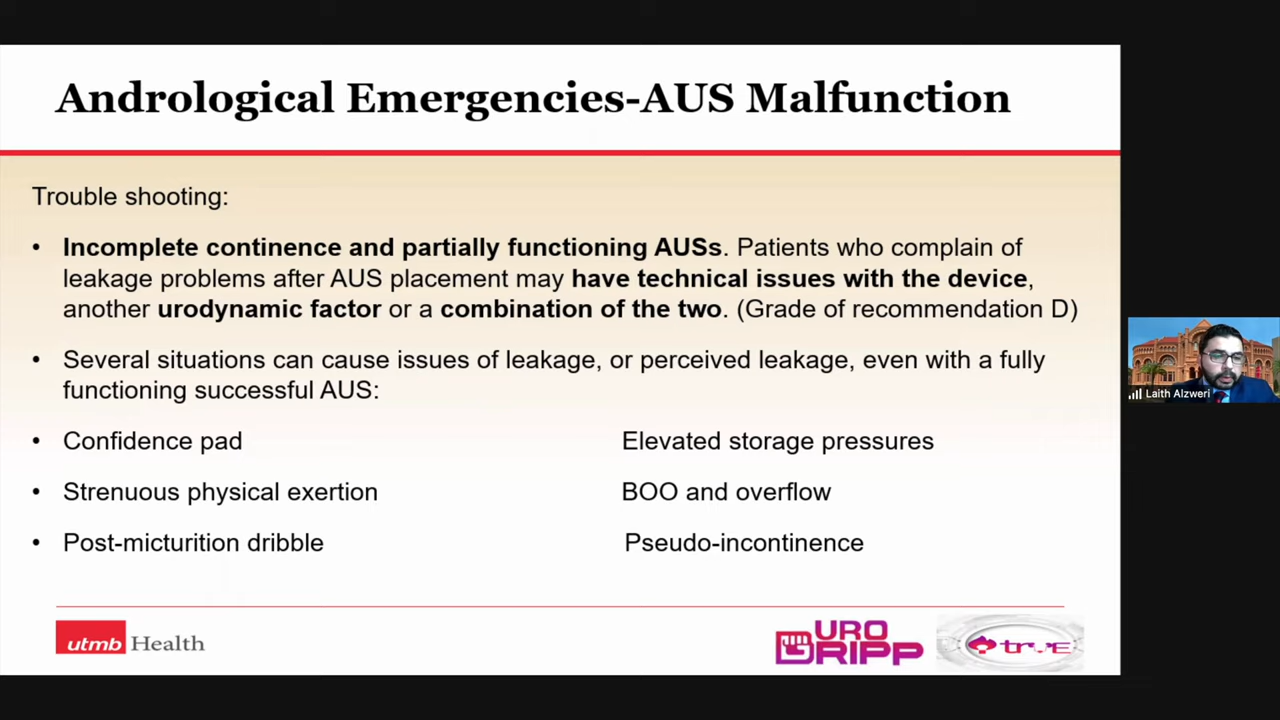 Andrological Emergencies-AUS Malfunction
Trouble shooting:
• Incomplete continence and partially functioning AUSs. Patients who complain of
leakage problems after AUS placement may have technical issues with the device,
another urodynamic factor or a combination of the two. (Grade of recommendation D)
• Several situations can cause issues of leakage, or perceived leakage, even with a fully
functioning successful AUS:
• Confidence pad Elevated storage pressures
• Strenuous physical exertion BOO and overflow
• Post-micturition dribble Pseudo-incontinence
Laith Alzweri
utmb Health
URO
GRIPP
truE